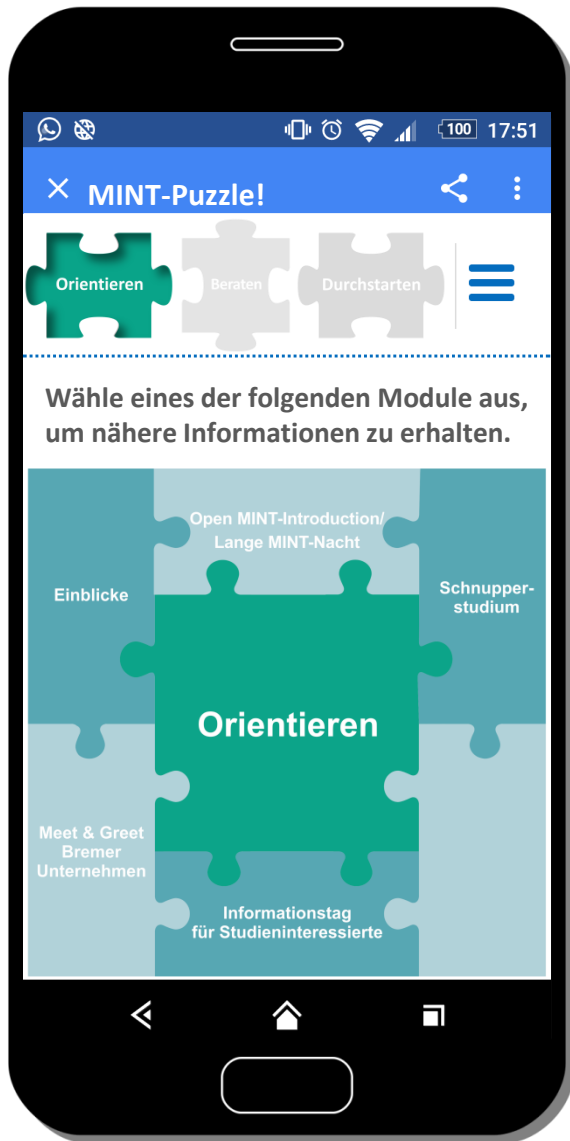 100 17:51
MINT-Puzzle!
Orientieren
Beraten
Durchstarten
Wähle eines der folgenden Module aus,
um nähere Informationen zu erhalten.
Open MINT-Introduction/
Lange MINT-Nacht
Einblicke
Schnupper-
studium
Orientieren
Meet & Greet
Bremer
Unternehmen
Informationstag
für Studieninteressierte